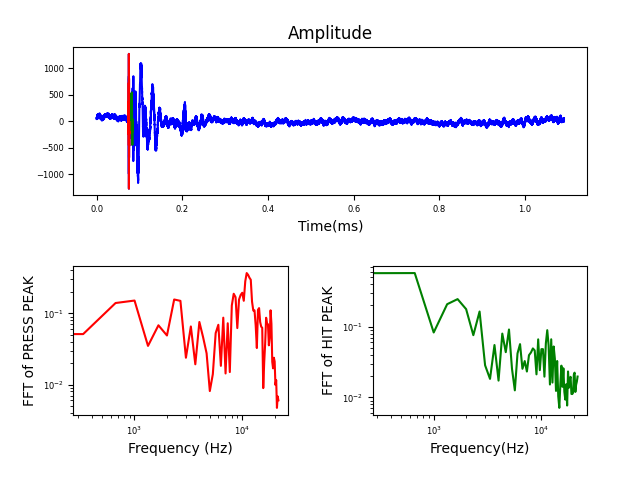 Amplitude
1000
500
0
−500
−1000
0.0 0.2 0.4 0.6 0.8 1.0
Time(ms)
FFT of PRESS PEAK
10⁻¹
10⁻²
10³ 10⁴
Frequency (Hz)
FFT of HIT PEAK
10⁻¹
10⁻²
10³ 10⁴
Frequency(Hz)